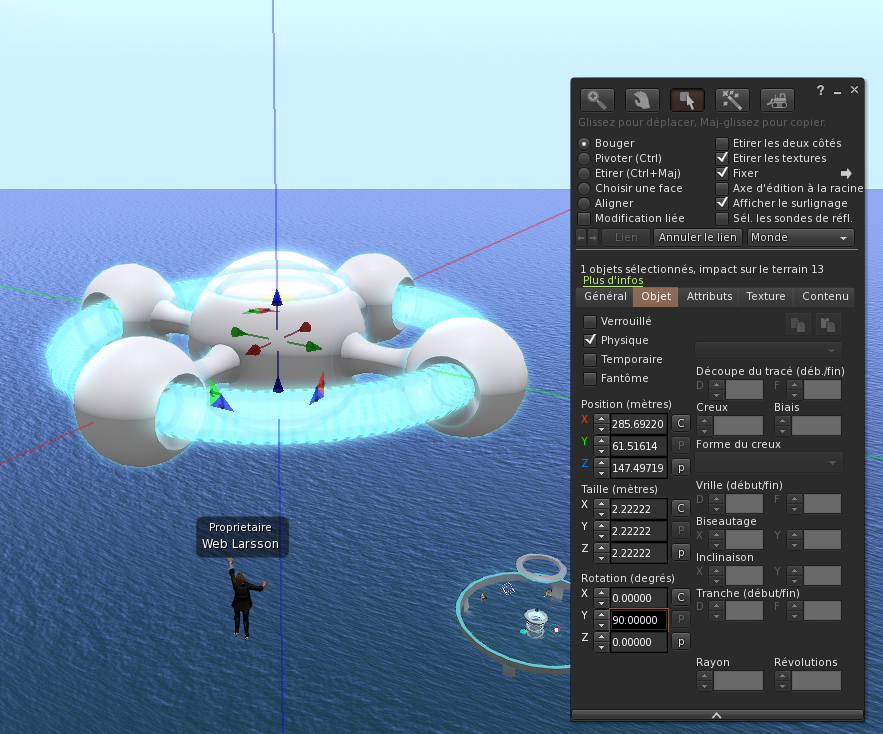 ?
Glissez pour déplacer, Maj-glissez pour copier
Bouger
Etirer les deux côtés
Pivoter (Ctrl)
Etirer les textures
Etirer (Ctrl+Maj)
Fixer
Choisir une face
Axe d'édition à la racine
Aligner
Afficher le surlignage
Modification liée
Sél. les sondes de réfl.
Lien
Annuler le lien
Monde
1 objets sélectionnés, impact sur le terrain 13
Plus d'infos
Général
Objet
Attributs
Texture
Contenu
Verrouillé
Physique
Temporaire
Fantôme
Position (mètres)
X 285.69220 C
Y 61.51614 P
Z 147.49719 p
Taille (mètres)
X 2.22222 C
Y 2.22222 P
Z 2.22222 p
Rotation (degrés)
X 0.00000 C
Y 90.00000 P
Z 0.00000 p
Découpe du tracé (déb./fin)
D F
Creux
Biais
Forme du creux
Vrille (début/fin)
D F
Biseautage
X Y
Inclinaison
X Y
Tranche (début/fin)
D F
Rayon
Révolutions
Proprietaire
Web Larsson